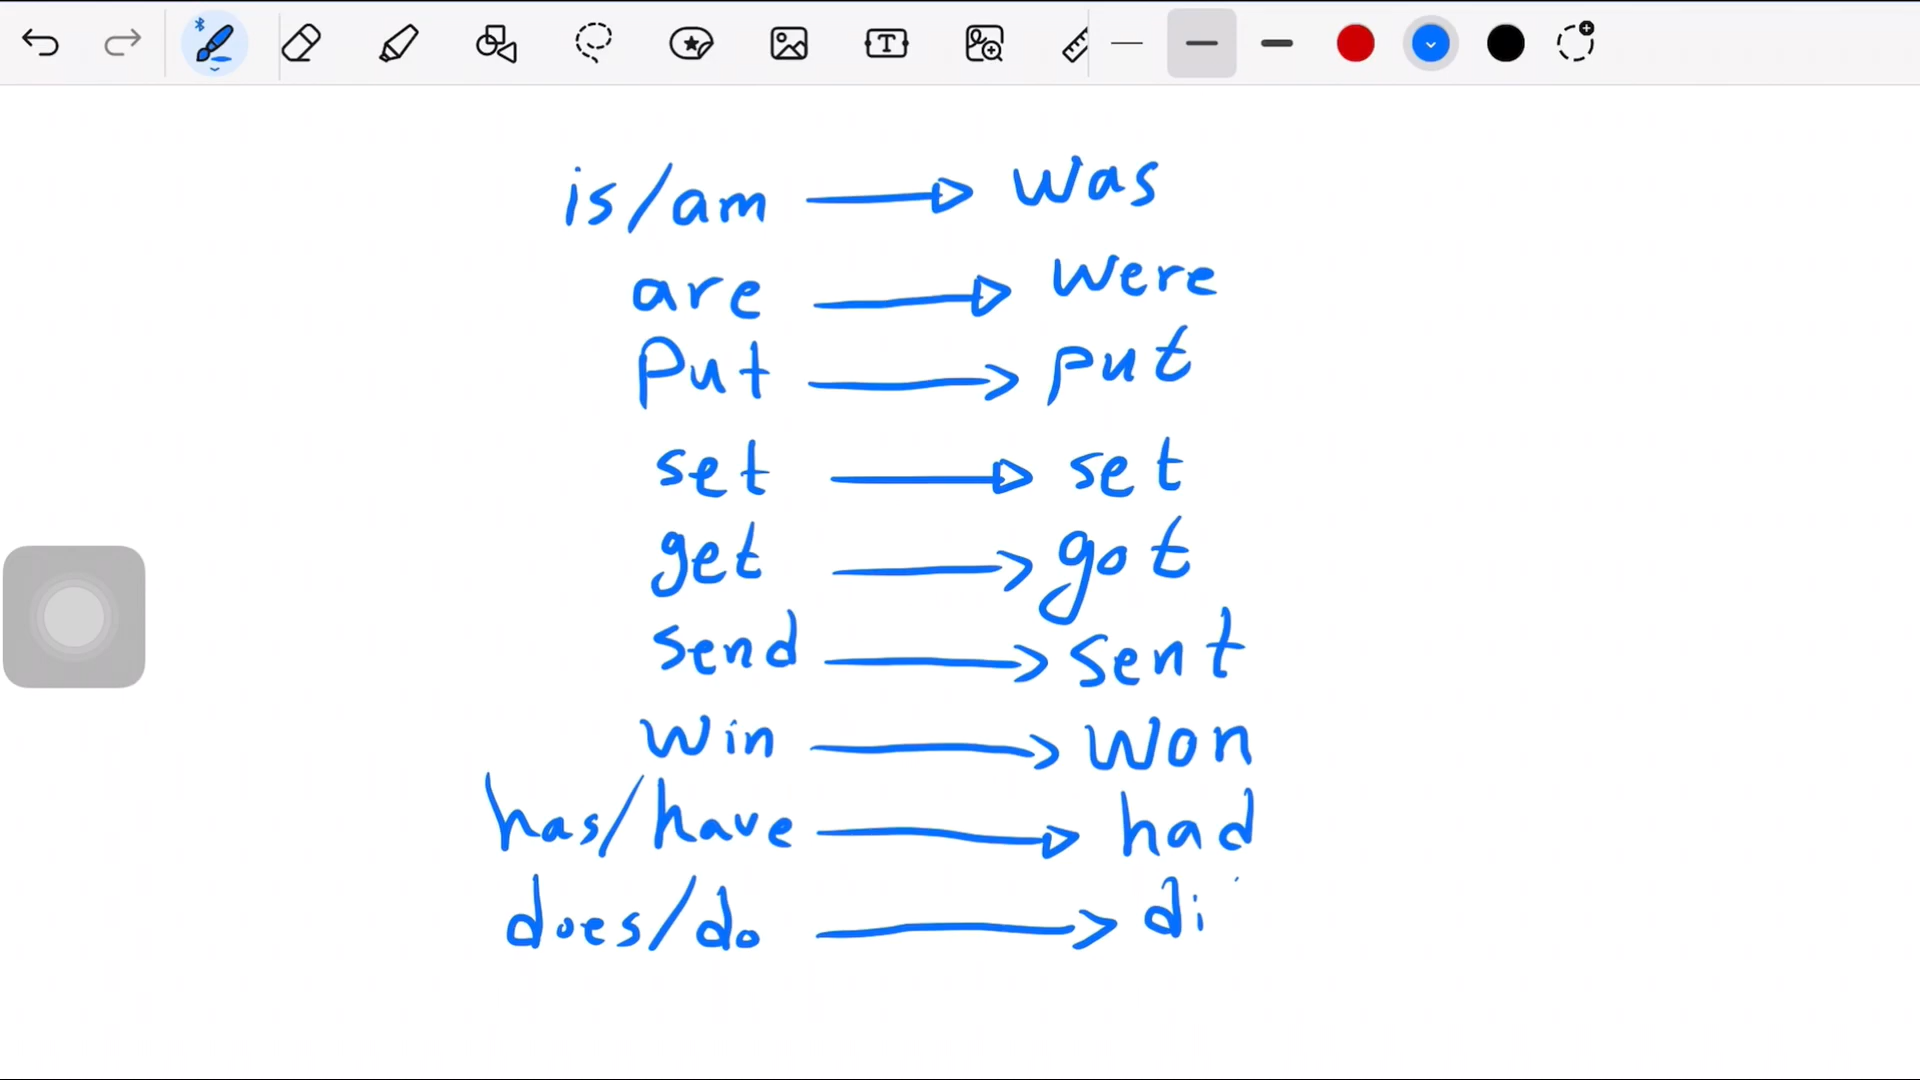 is/am → was
are → were
Put → put
set → set
get → got
send → sent
win → won
has/have → had
does/do → di